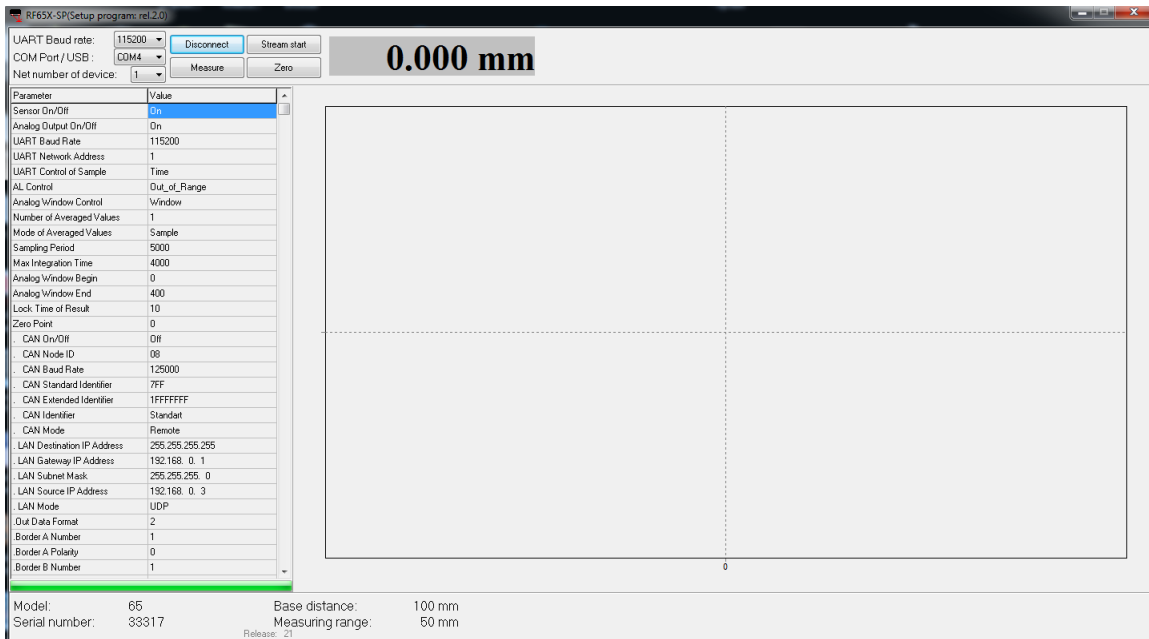 RF65X-SP(Setup program: rel.2.0)
UART Baud rate: 115200 Disconnect Stream start
COM Port / USB : COM4
Net number of device: 1 Measure Zero
0.000 mm
Parameter Value
Sensor On/Off On
Analog Output On/Off On
UART Baud Rate 115200
UART Network Address 1
UART Control of Sample Time
AL Control Out_of_Range
Analog Window Control Window
Number of Averaged Values 1
Mode of Averaged Values Sample
Sampling Period 5000
Max Integration Time 4000
Analog Window Begin 0
Analog Window End 400
Lock Time of Result 10
Zero Point 0
. CAN On/Off Off
. CAN Node ID 08
. CAN Baud Rate 125000
. CAN Standard Identifier 7FF
. CAN Extended Identifier 1FFFFFFF
. CAN Identifier Standart
. CAN Mode Remote
. LAN Destination IP Address 255.255.255.255
. LAN Gateway IP Address 192.168. 0. 1
. LAN Subnet Mask 255.255.255. 0
. LAN Source IP Address 192.168. 0. 3
. LAN Mode UDP
.Out Data Format 2
.Border A Number 1
.Border A Polarity 0
.Border B Number 1
0
Model: 65 Base distance: 100 mm
Serial number: 33317 Measuring range: 50 mm
Release: 21